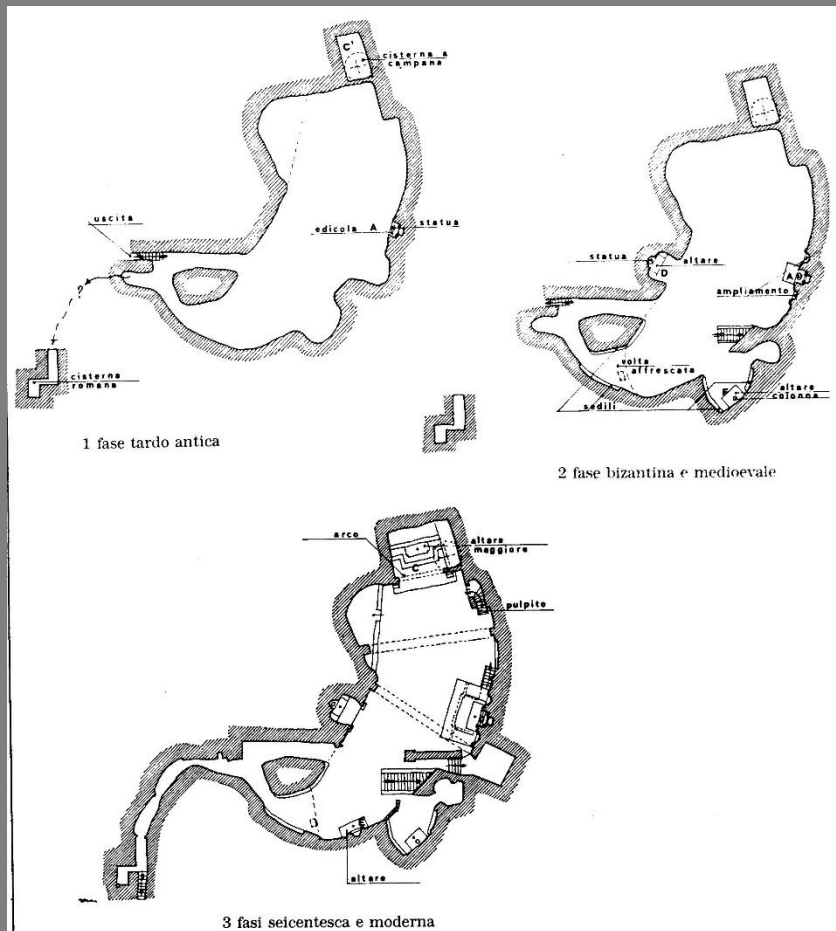 C'
cisterna a
campana
uscita
edicola A
statua
?
cisterna
romana
1 fase tardo antica
statua
altare
D
A
ampliamento
volta
affrescata
sedili
altare
colonna
2 fase bizantina e medioevale
arco
altare
maggiore
C
pulpito
altare
3 fasi seicentesca e moderna